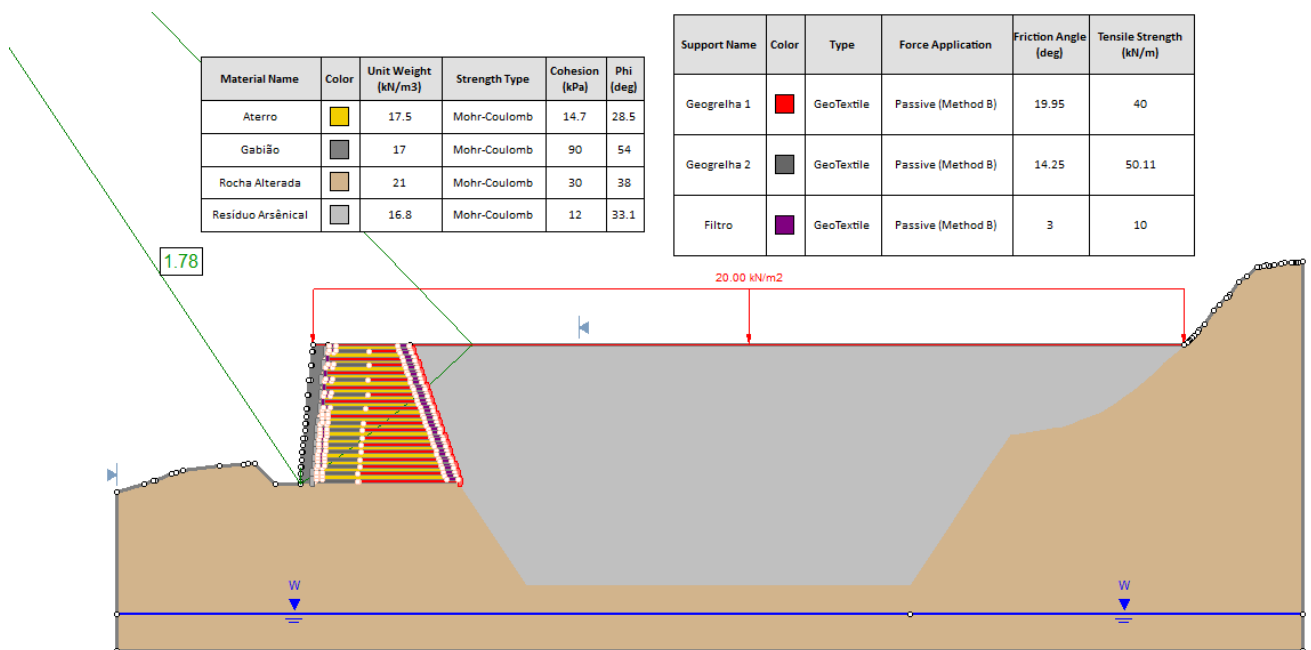 Material Name Color Unit Weight (kN/m3) Strength Type Cohesion (kPa) Phi (deg)
Aterro 17.5 Mohr-Coulomb 14.7 28.5
Gabião 17 Mohr-Coulomb 90 54
Rocha Alterada 21 Mohr-Coulomb 30 38
Resíduo Arsênical 16.8 Mohr-Coulomb 12 33.1
Support Name Color Type Force Application Friction Angle (deg) Tensile Strength (kN/m)
Geogrelha 1 GeoTextile Passive (Method B) 19.95 40
Geogrelha 2 GeoTextile Passive (Method B) 14.25 50.11
Filtro GeoTextile Passive (Method B) 3 10
1.78
20.00 kN/m2
W
W